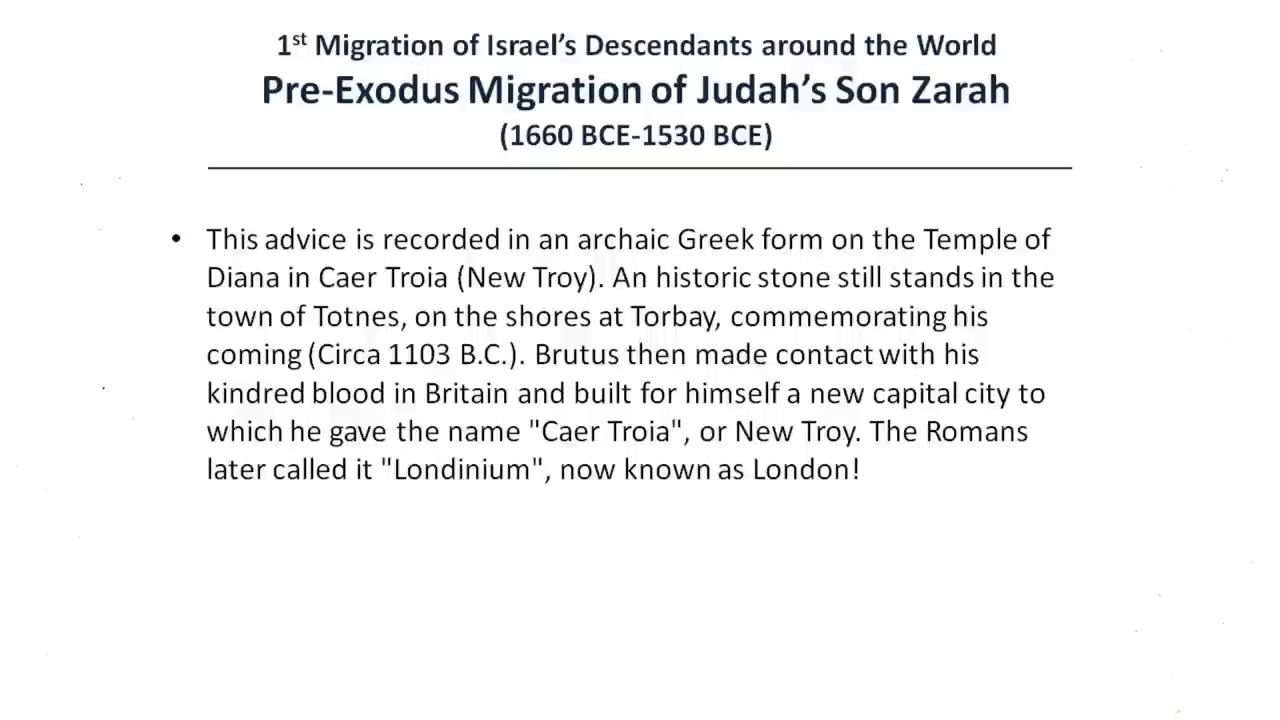 1st Migration of Israel’s Descendants around the World
Pre-Exodus Migration of Judah’s Son Zarah
(1660 BCE-1530 BCE)
• This advice is recorded in an archaic Greek form on the Temple of
Diana in Caer Troia (New Troy). An historic stone still stands in the
town of Totnes, on the shores at Torbay, commemorating his
coming (Circa 1103 B.C.). Brutus then made contact with his
kindred blood in Britain and built for himself a new capital city to
which he gave the name "Caer Troia", or New Troy. The Romans
later called it "Londinium", now known as London!